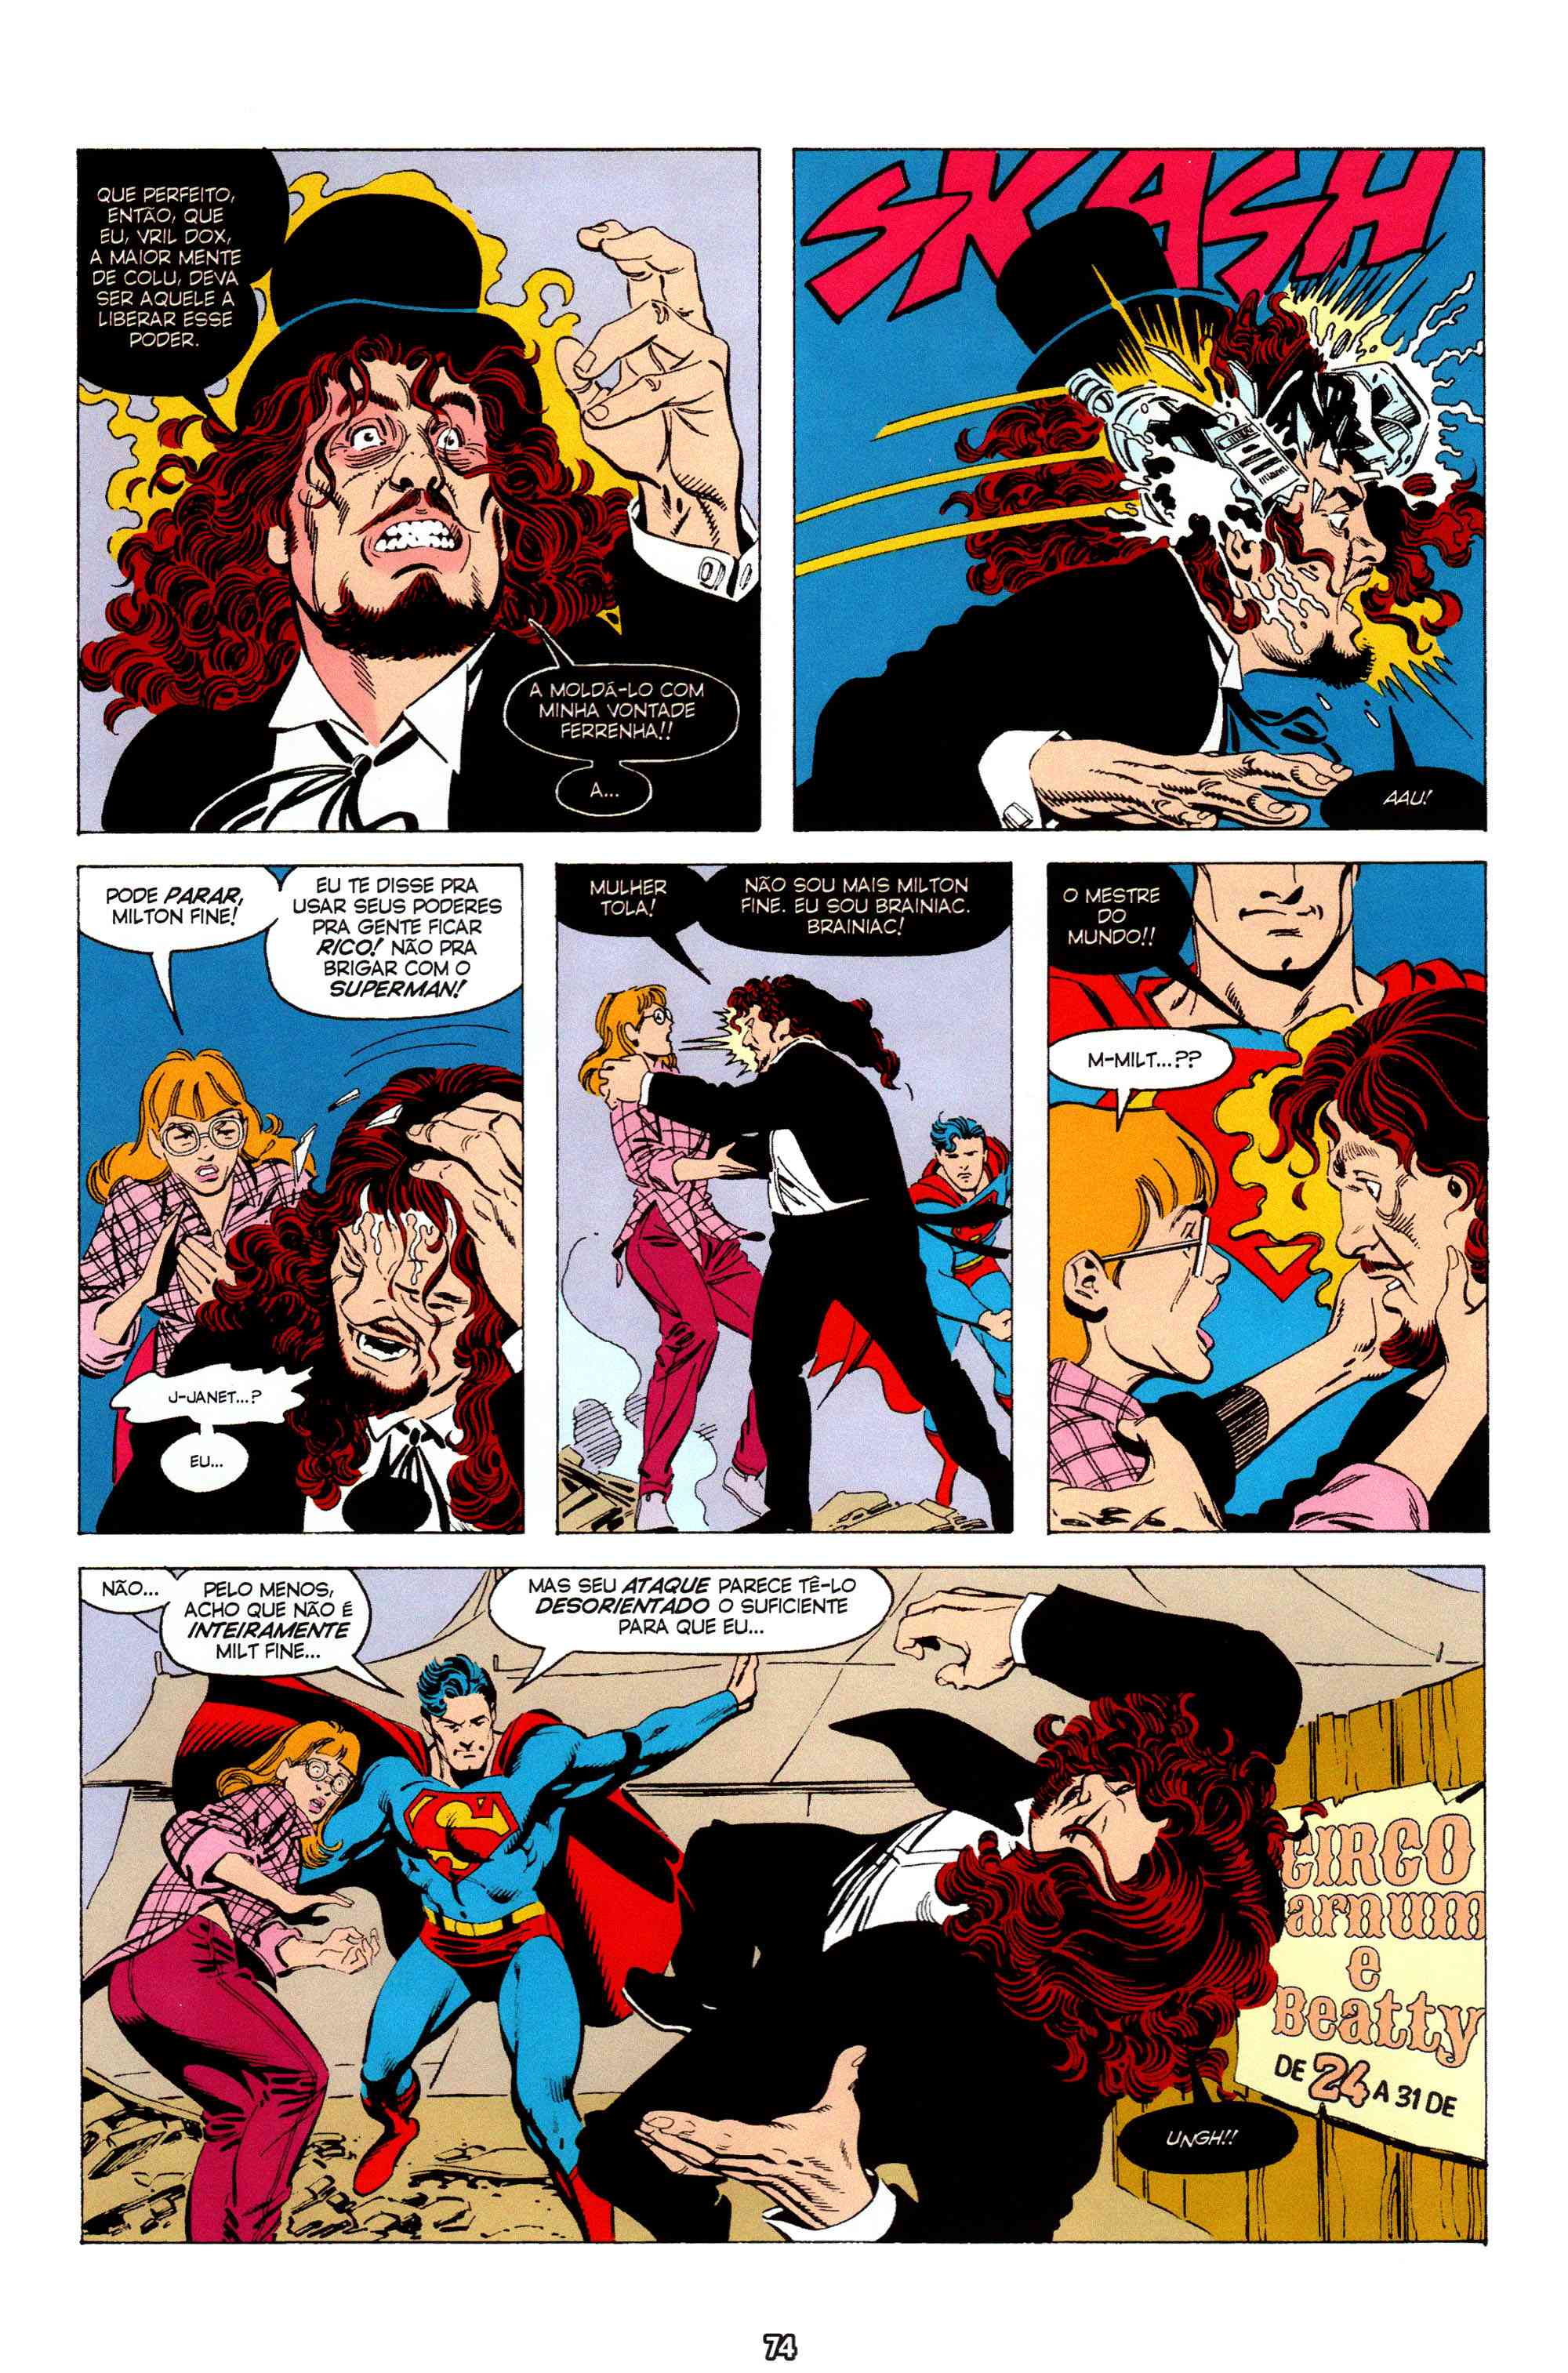 QUE PERFEITO,
ENTÃO, QUE
EU, VRIL DOX,
A MAIOR MENTE
DE COLU, DEVA
SER AQUELE A
LIBERAR ESSE
PODER.
A MOLDÁ-LO COM
MINHA VONTADE
FERRENHA!!
A...
SKASH
AAU!
PODE PARAR,
MILTON FINE!
EU TE DISSE PRA
USAR SEUS PODERES
PRA GENTE FICAR
RICO! NÃO PRA
BRIGAR COM O
SUPERMAN!
J-JANET...?
EU...
MULHER
TOLA!
NÃO SOU MAIS MILTON
FINE. EU SOU BRAINIAC.
BRAINIAC!
O MESTRE
DO
MUNDO!!
M-MILT...??
NÃO...
PELO MENOS,
ACHO QUE NÃO É
INTEIRAMENTE
MILT FINE...
MAS SEU ATAQUE PARECE TÊ-LO
DESORIENTADO O SUFICIENTE
PARA QUE EU...
CIRCO
arnum
e
Beatty
DE 24 A 31 DE
UNGH!!
74